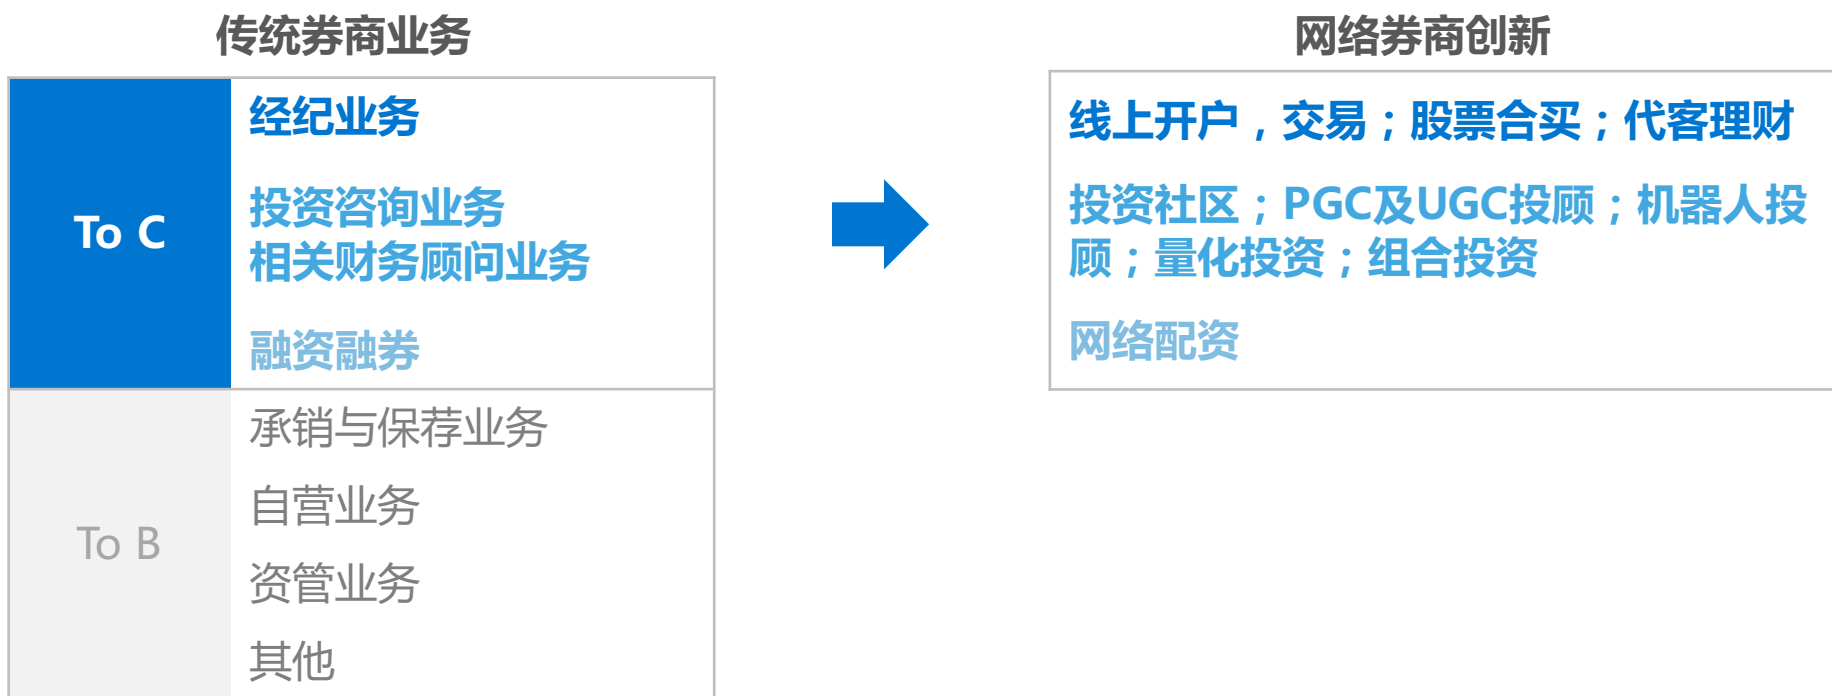 传统券商业务
To C
经纪业务
投资咨询业务
相关财务顾问业务
融资融券
To B
承销与保荐业务
自营业务
资管业务
其他
网络券商创新
线上开户，交易；股票合买；代客理财
投资社区；PGC及UGC投顾；机器人投
顾；量化投资；组合投资
网络配资